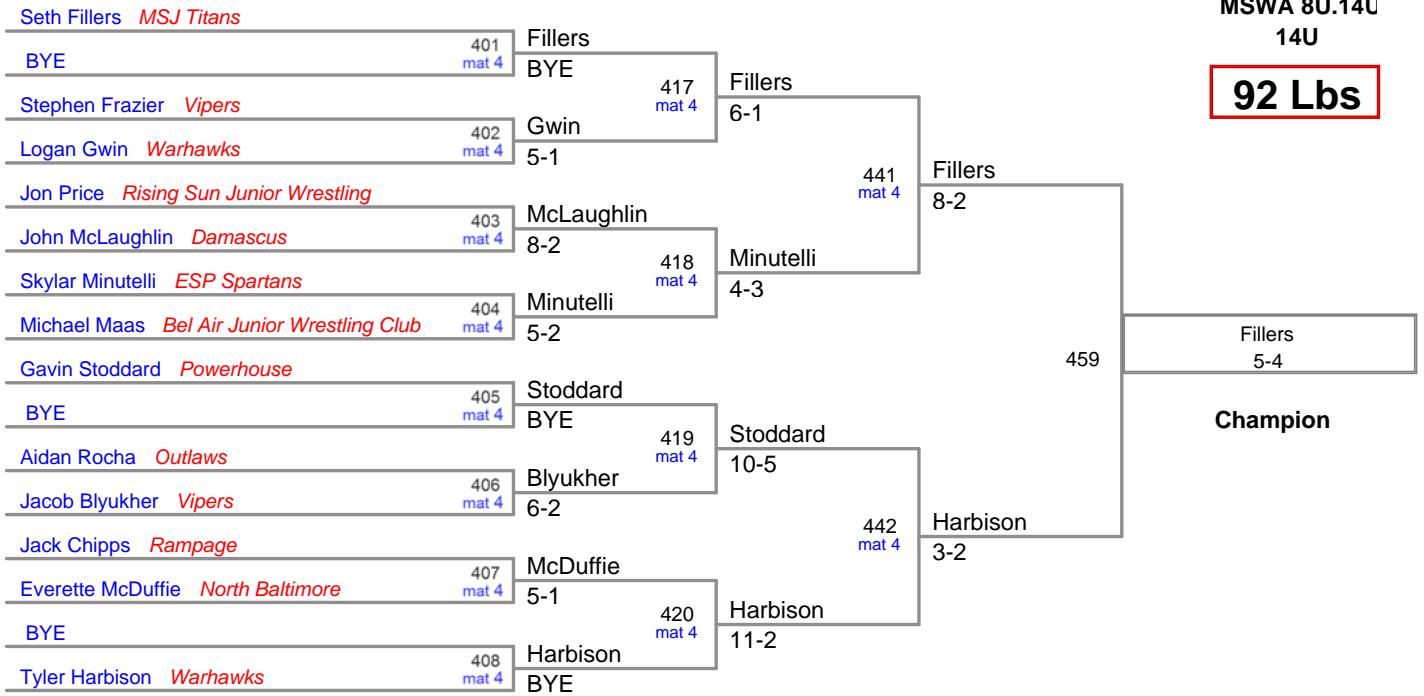 MSWA 8U.14U
14U
92 Lbs
Seth Fillers MSJ Titans
BYE
401
mat 4
Fillers
BYE
Stephen Frazier Vipers
Logan Gwin Warhawks
402
mat 4
Gwin
5-1
417
mat 4
Fillers
6-1
Jon Price Rising Sun Junior Wrestling
John McLaughlin Damascus
403
mat 4
McLaughlin
8-2
Skylar Minutelli ESP Spartans
Michael Maas Bel Air Junior Wrestling Club
404
mat 4
Minutelli
5-2
418
mat 4
Minutelli
4-3
441
mat 4
Fillers
8-2
Gavin Stoddard Powerhouse
BYE
405
mat 4
Stoddard
BYE
Aidan Rocha Outlaws
Jacob Blyukher Vipers
406
mat 4
Blyukher
6-2
419
mat 4
Stoddard
10-5
Jack Chipps Rampage
Everette McDuffie North Baltimore
407
mat 4
McDuffie
5-1
BYE
Tyler Harbison Warhawks
408
mat 4
Harbison
BYE
420
mat 4
Harbison
11-2
442
mat 4
Harbison
3-2
459
Fillers
5-4
Champion